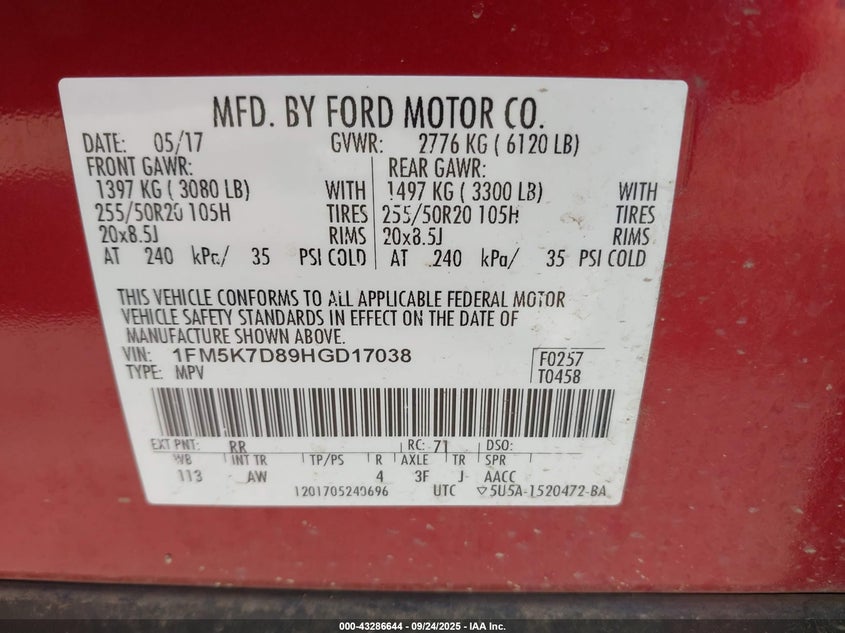 MFD. BY FORD MOTOR CO.
DATE: 05/17 GVWR: 2776 KG ( 6120 LB)
FRONT GAWR: REAR GAWR:
1397 KG ( 3080 LB) WITH 1497 KG ( 3300 LB) WITH
255/50R20 105H TIRES 255/50R20 105H TIRES
20x8.5J RIMS 20x8.5J RIMS
AT 240 kPa/ 35 PSI COLD AT 240 kPa/ 35 PSI COLD
THIS VEHICLE CONFORMS TO ALL APPLICABLE FEDERAL MOTOR
VEHICLE SAFETY STANDARDS IN EFFECT ON THE DATE OF
MANUFACTURE SHOWN ABOVE.
VIN: 1FM5K7D89HGD17038 F0257
TYPE: MPV T0458
EXT PNT: RR RC: 71 DSO:
WB INT TR TP/PS R AXLE TR SPR
113 AW 4 3F J AACC
1201705240696 UTC ▽5U5A-1520472-BA
000-43286644 / 09/24/2025 - IAA Inc.